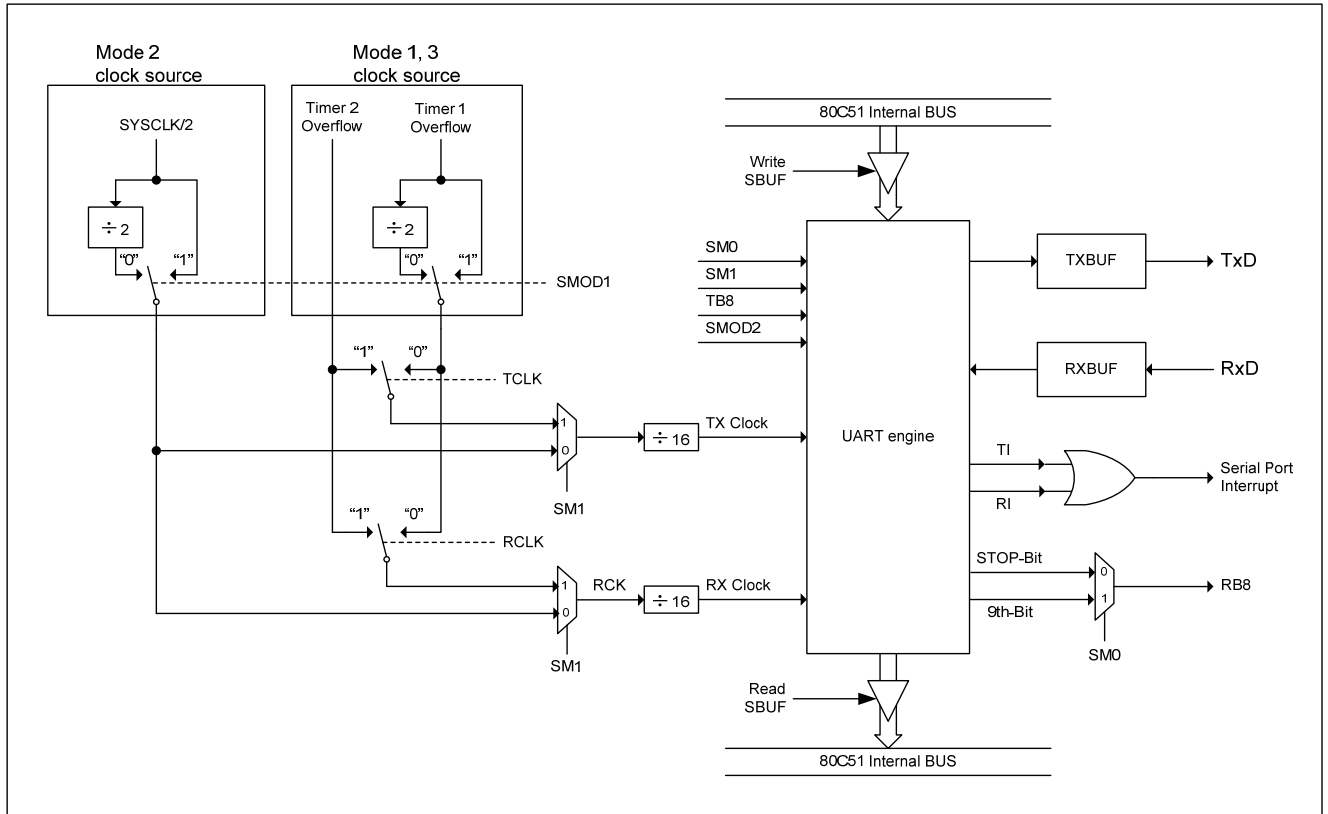 Mode 2
clock source
Mode 1, 3
clock source
SYSCLK/2
Timer 2
Overflow
Timer 1
Overflow
÷ 2
÷ 2
“0”
“1”
“0”
“1”
SMOD1
“1”
“0”
TCLK
1
0
SM1
÷ 16
TX Clock
“1”
“0”
RCLK
1
0
SM1
RCK
÷ 16
RX Clock
80C51 Internal BUS
Write
SBUF
SM0
SM1
TB8
SMOD2
UART engine
TXBUF
TxD
RXBUF
RxD
TI
RI
Serial Port
Interrupt
STOP-Bit
9th-Bit
0
1
SM0
RB8
Read
SBUF
80C51 Internal BUS